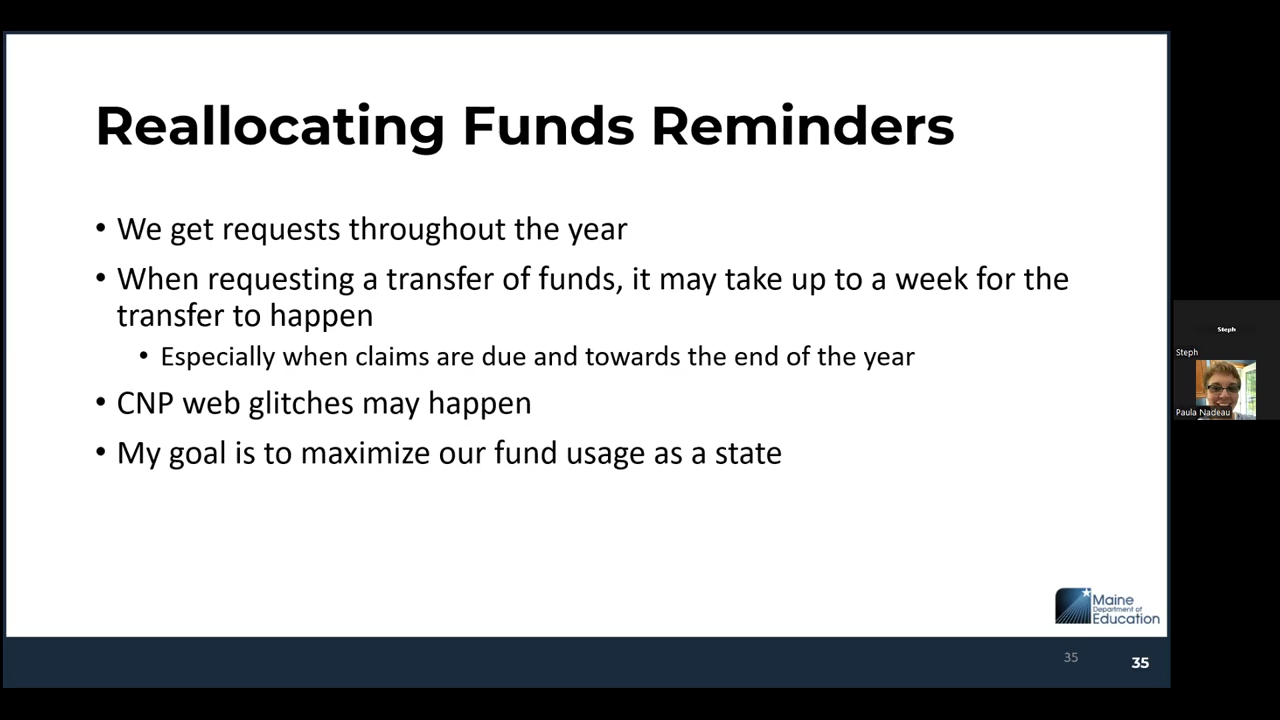 Reallocating Funds Reminders
• We get requests throughout the year
• When requesting a transfer of funds, it may take up to a week for the
transfer to happen
• Especially when claims are due and towards the end of the year
• CNP web glitches may happen
• My goal is to maximize our fund usage as a state
Maine
Department of
Education
35
35
Steph
Steph
Paula Nadeau